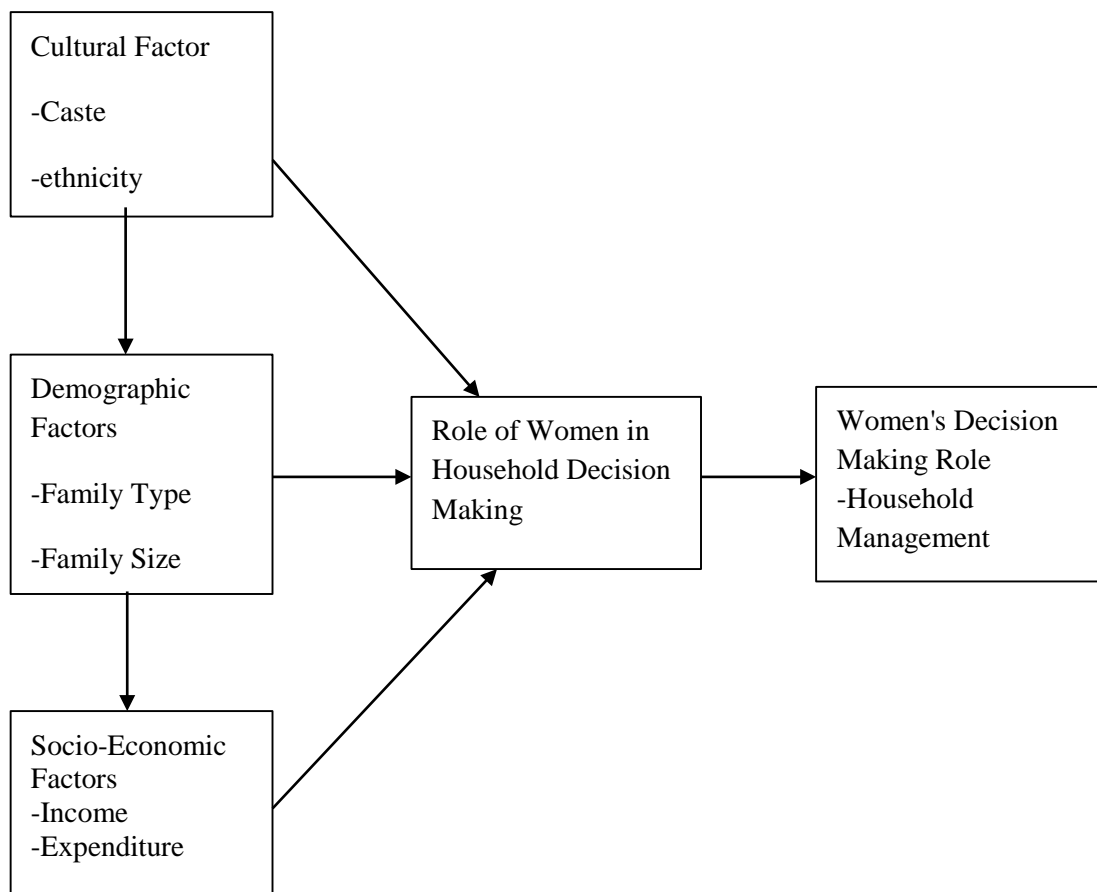 Cultural Factor
-Caste
-ethnicity
Demographic
Factors
-Family Type
-Family Size
Socio-Economic
Factors
-Income
-Expenditure
Role of Women in
Household Decision
Making
Women's Decision
Making Role
-Household
Management